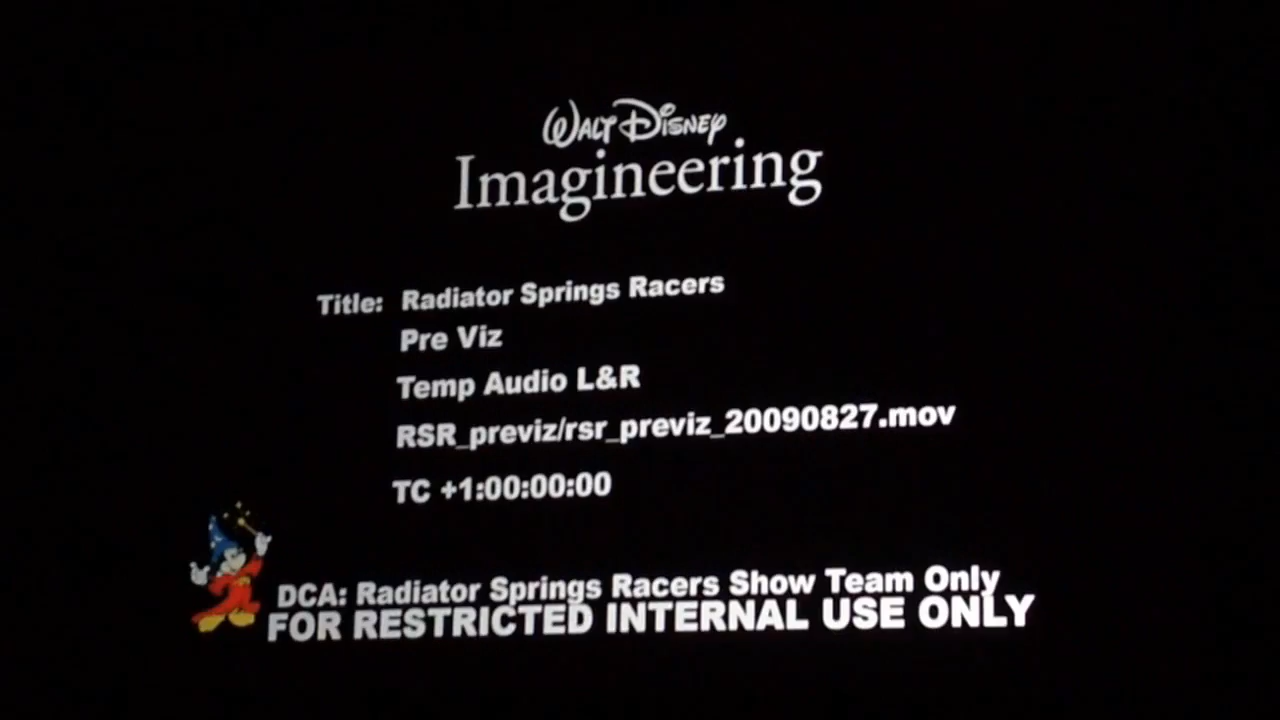 WALT DISNEY
Imagineering
Title: Radiator Springs Racers
Pre Viz
Temp Audio L&R
RSR_previz/rsr_previz_20090827.mov
TC +1:00:00:00
DCA: Radiator Springs Racers Show Team Only
FOR RESTRICTED INTERNAL USE ONLY